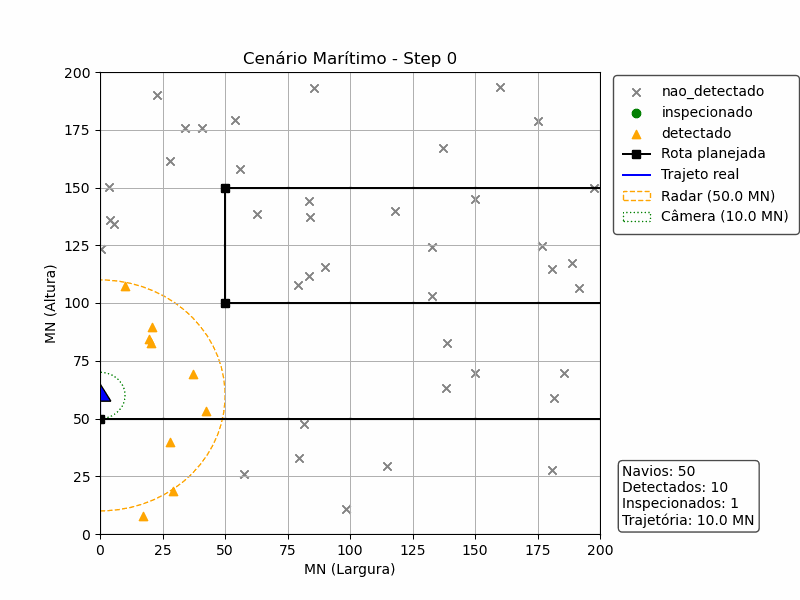 Cenário Marítimo - Step 0
200
175
150
125
100
75
50
25
0
MN (Altura)
0
25
50
75
100
125
150
175
200
MN (Largura)
nao_detectado
inspecionado
detectado
Rota planejada
Trajeto real
Radar (50.0 MN)
Câmera (10.0 MN)
Navios: 50
Detectados: 10
Inspecionados: 1
Trajetória: 10.0 MN